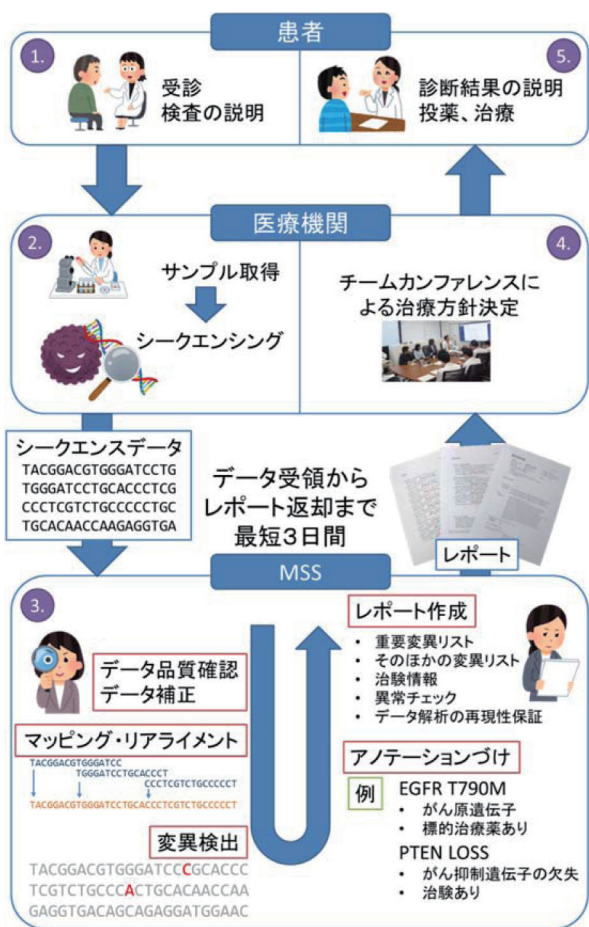 患者
1.
受診
検査の説明
5.
診断結果の説明
投薬、治療
医療機関
2.
サンプル取得
シークエンシング
4.
チームカンファレンスに
よる治療方針決定
シークエンスデータ
TACGGACGTGGGATCCTG
TGGGATCCTGCACCCTCG
CCCTCGTCTGCCCCCTGC
TGCACAACCAAGAGGTGA
データ受領から
レポート返却まで
最短3日間
レポート
MSS
3.
データ品質確認
データ補正
マッピング・リアライメント
TACGGACGTGGGATCC
TGGGATCCTGCACCCT
CCCTCGTCTGCCCCCT
TACGGACGTGGGATCCTGCACCCTCGTCTGCCCCCT
変異検出
TACGGACGTGGGATCCCGCACCC
TCGTCTGCCCACTGCACAACCAA
GAGGTGACAGCAGAGGATGGAAC
レポート作成
・ 重要変異リスト
・ そのほかの変異リスト
・ 治験情報
・ 異常チェック
・ データ解析の再現性保証
アノテーションづけ
例
EGFR T790M
・ がん原遺伝子
・ 標的治療薬あり
PTEN LOSS
・ がん抑制遺伝子の欠失
・ 治験あり